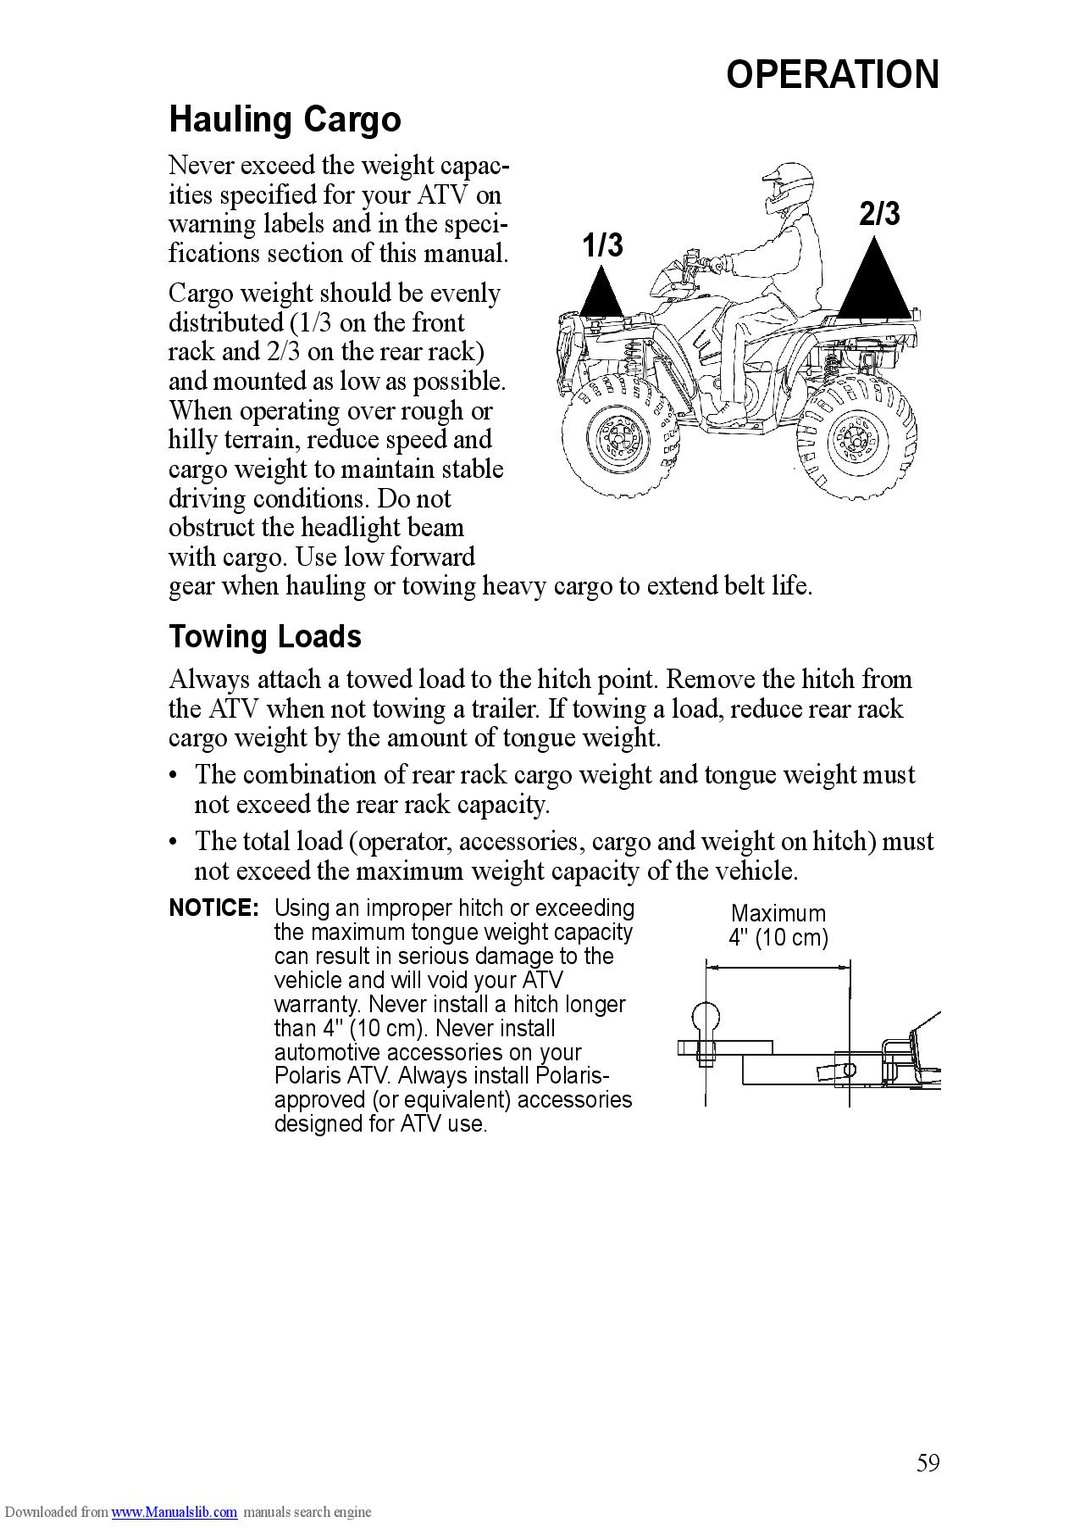 OPERATION
Hauling Cargo
Never exceed the weight capac-
ities specified for your ATV on
warning labels and in the speci-
fications section of this manual.
Cargo weight should be evenly
distributed (1/3 on the front
rack and 2/3 on the rear rack)
and mounted as low as possible.
When operating over rough or
hilly terrain, reduce speed and
cargo weight to maintain stable
driving conditions. Do not
obstruct the headlight beam
with cargo. Use low forward
gear when hauling or towing heavy cargo to extend belt life.
1/3
2/3
Towing Loads
Always attach a towed load to the hitch point. Remove the hitch from
the ATV when not towing a trailer. If towing a load, reduce rear rack
cargo weight by the amount of tongue weight.
• The combination of rear rack cargo weight and tongue weight must
not exceed the rear rack capacity.
• The total load (operator, accessories, cargo and weight on hitch) must
not exceed the maximum weight capacity of the vehicle.
NOTICE: Using an improper hitch or exceeding
the maximum tongue weight capacity
can result in serious damage to the
vehicle and will void your ATV
warranty. Never install a hitch longer
than 4" (10 cm). Never install
automotive accessories on your
Polaris ATV. Always install Polaris-
approved (or equivalent) accessories
designed for ATV use.
Maximum
4" (10 cm)
59
Downloaded from www.Manualslib.com manuals search engine